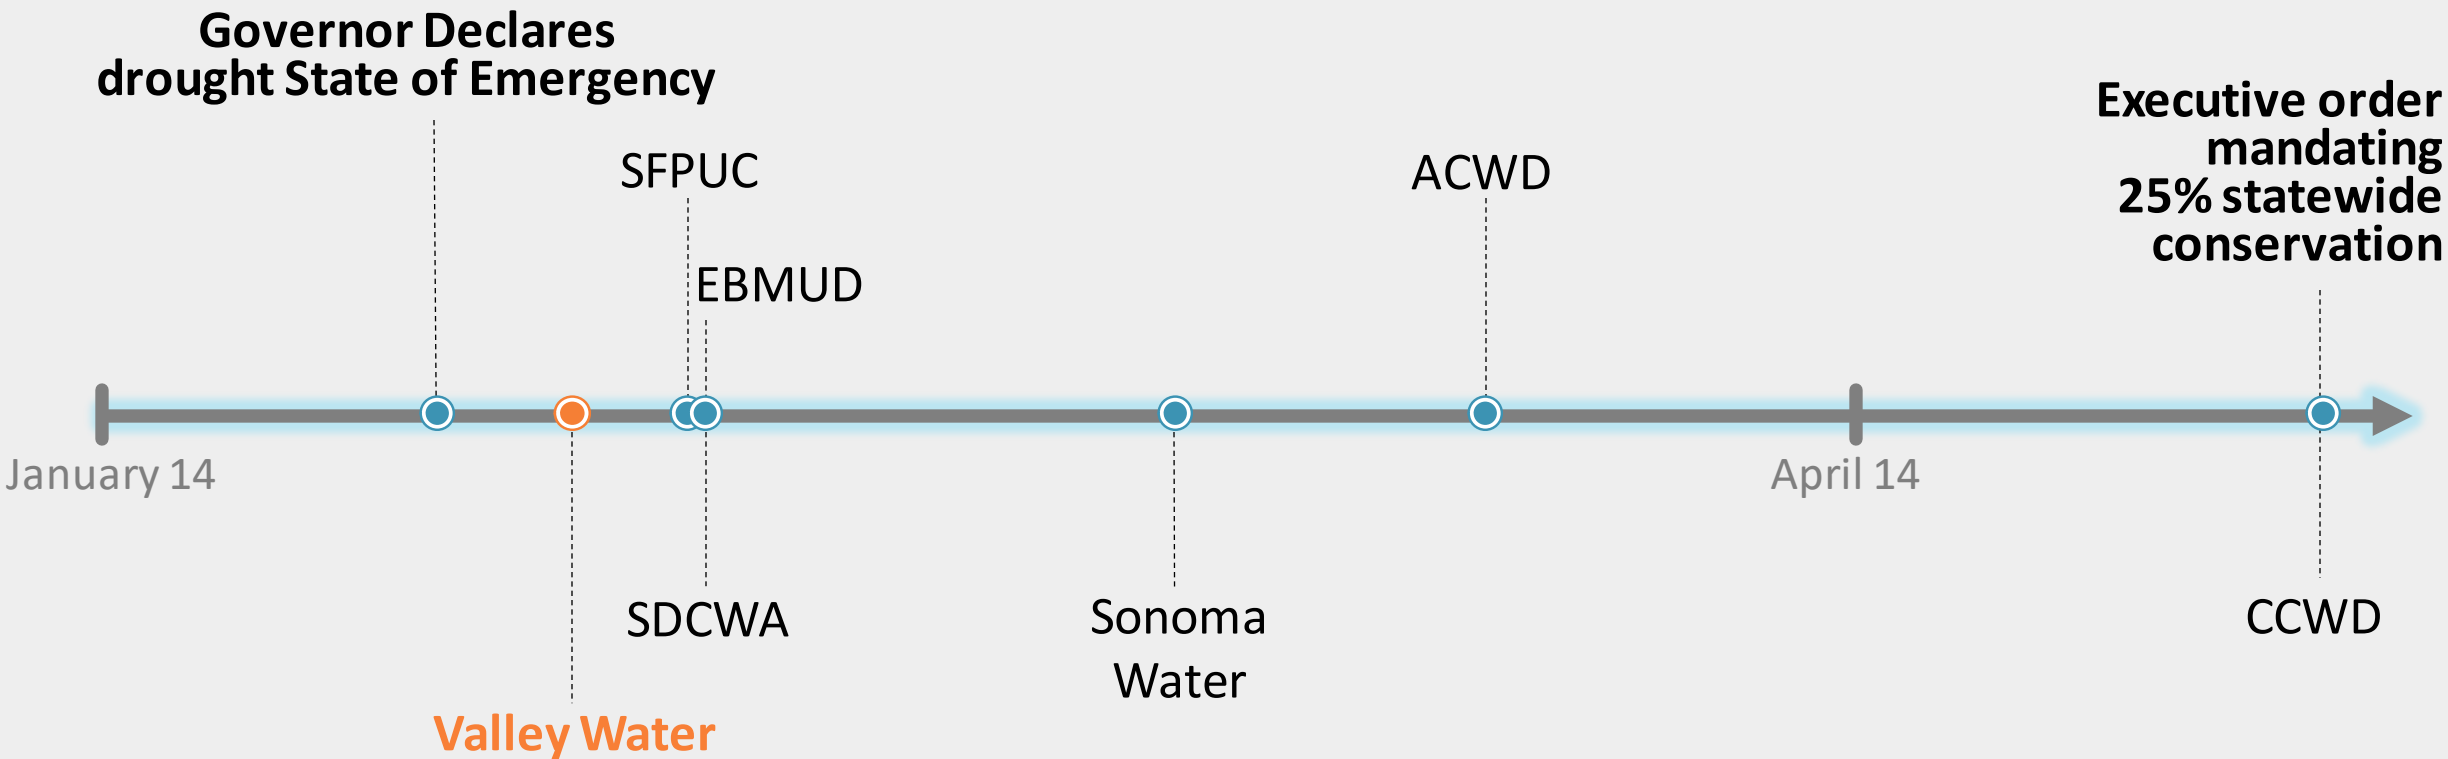 Governor Declares
drought State of Emergency
Executive order
mandating
25% statewide
conservation
SFPUC
ACWD
EBMUD
January 14
April 14
SDCWA
Sonoma
Water
CCWD
Valley Water